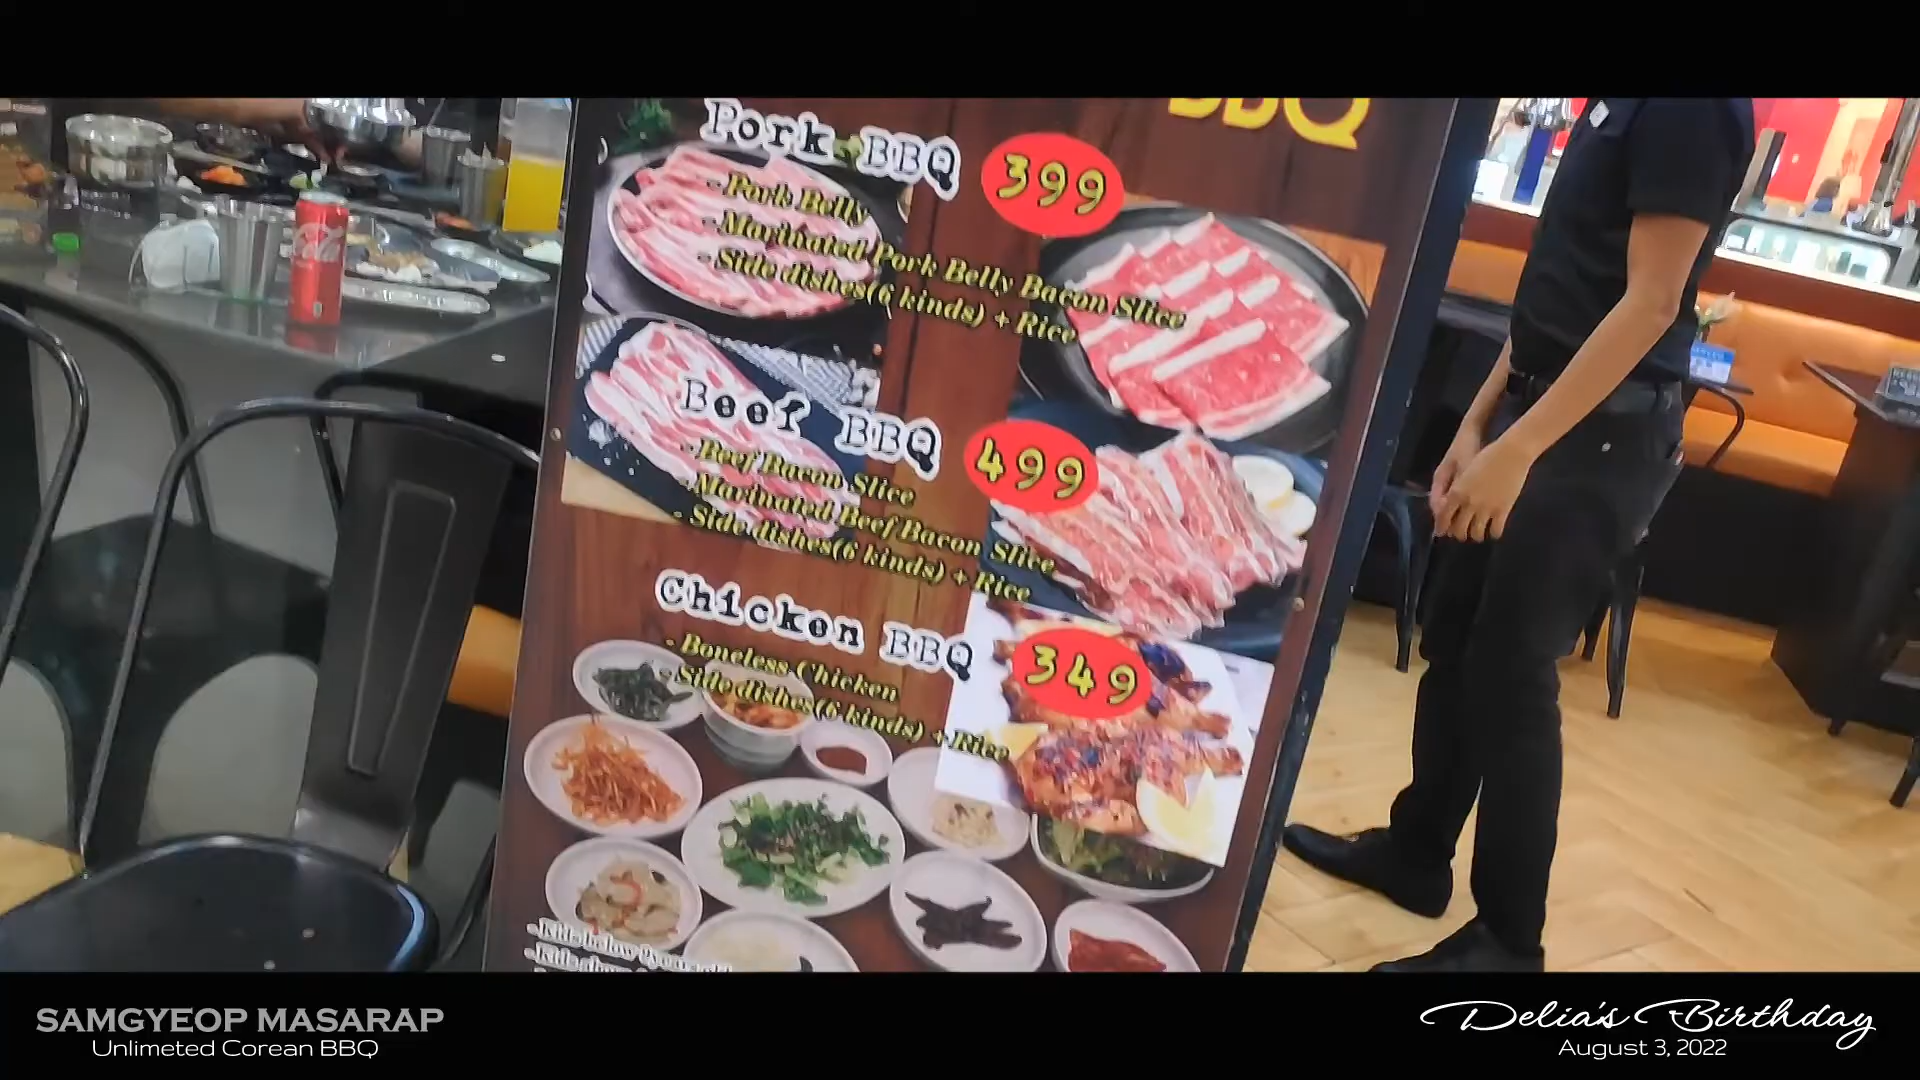 BBQ
Pork BBQ
399
- Pork Belly
- Marinated Pork Belly Bacon Slice
- Side dishes(6 kinds) + Rice
Beef BBQ
499
- Beef Bacon Slice
- Marinated Beef Bacon Slice
- Side dishes(6 kinds) + Rice
Chicken BBQ
349
- Boneless Chicken
- Side dishes(6 kinds) + Rice
SAMGYEOP MASARAP
Unlimeted Corean BBQ
Delia's Birthday
August 3, 2022